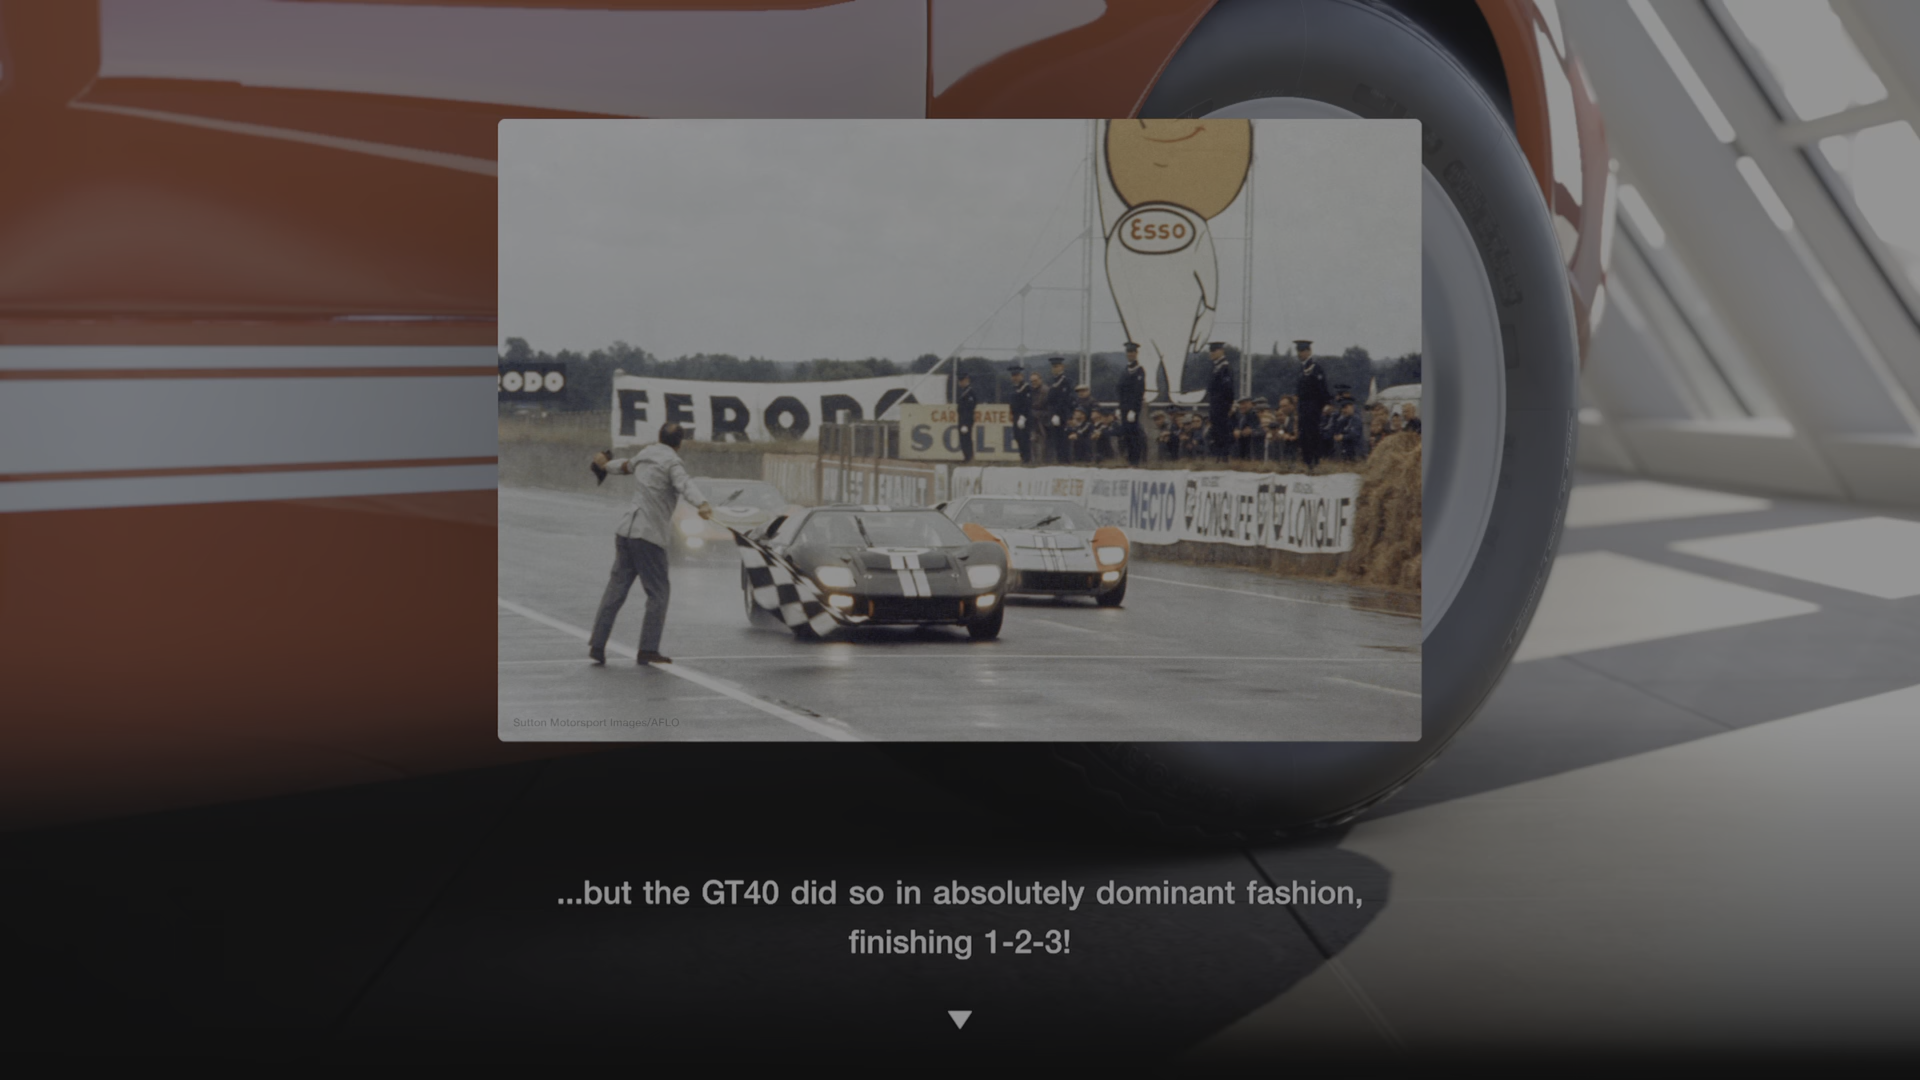 Esso
RODO
FERODO
SOLE
NECTO
LONGLIFE
LONGLIF
Sutton Motorsport Images/AFLO
...but the GT40 did so in absolutely dominant fashion,
finishing 1-2-3!